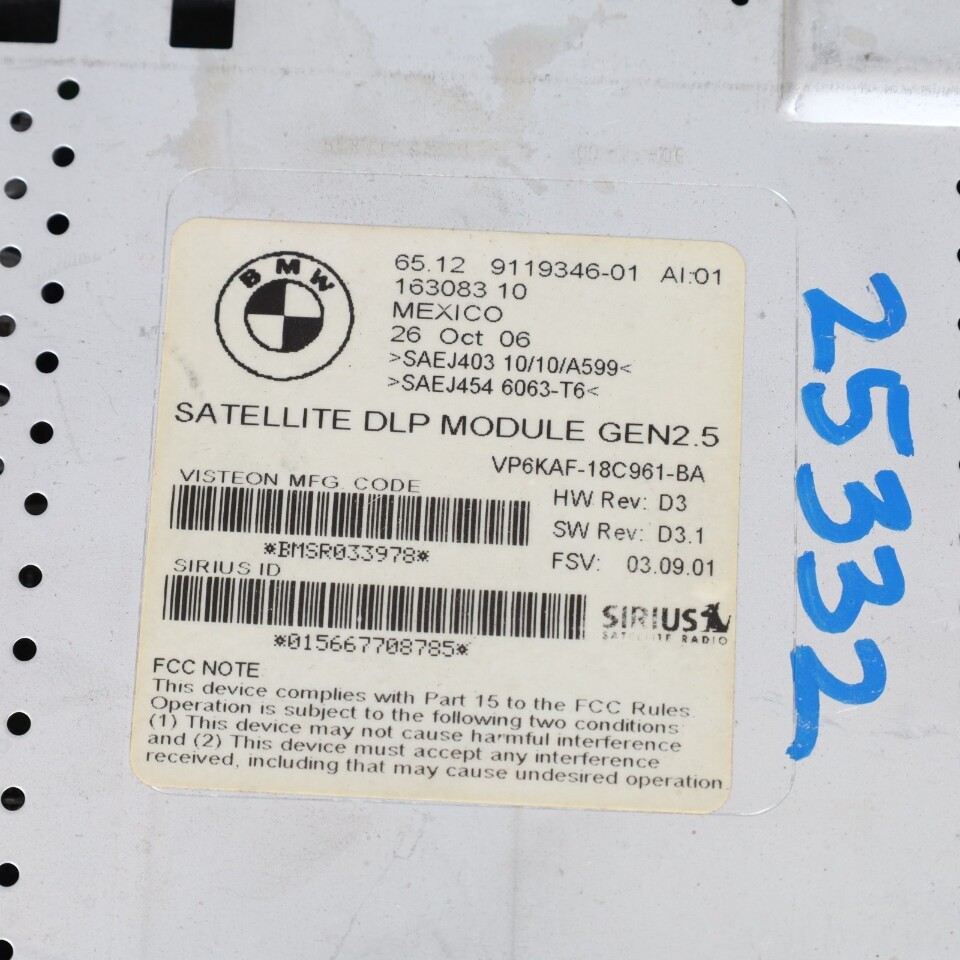 BMW
65.12 9119346-01 AI:01
163083 10
MEXICO
26 Oct 06
>SAEJ403 10/10/A599<
>SAEJ454 6063-T6<
SATELLITE DLP MODULE GEN2.5
VP6KAF-18C961-BA
VISTEON MFG. CODE
HW Rev: D3
SW Rev: D3.1
*BMSR033978*
FSV: 03.09.01
SIRIUS ID
SIRIUS
SATELLITE RADIO
*015667708785*
FCC NOTE
This device complies with Part 15 to the FCC Rules.
Operation is subject to the following two conditions:
(1) This device may not cause harmful interference
and (2) This device must accept any interference
received, including that may cause undesired operation.
25332